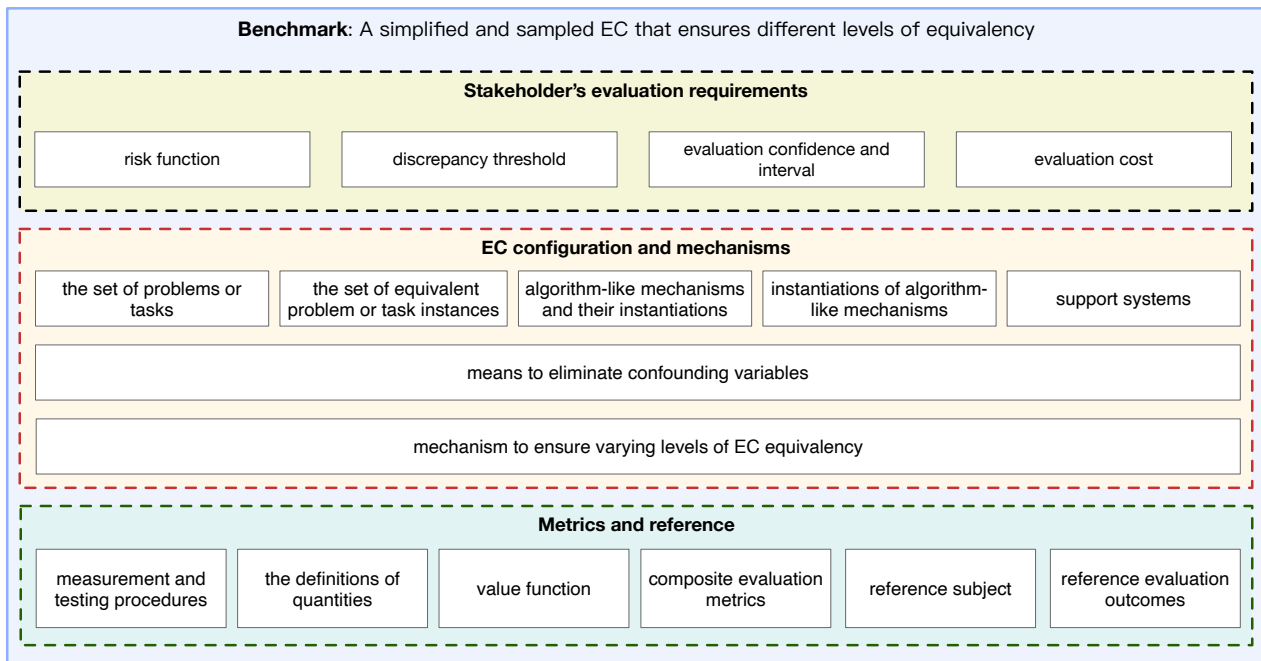 Benchmark: A simplified and sampled EC that ensures different levels of equivalency
Stakeholder's evaluation requirements
risk function
discrepancy threshold
evaluation confidence and
interval
evaluation cost
EC configuration and mechanisms
the set of problems or
tasks
the set of equivalent
problem or task instances
algorithm-like mechanisms
and their instantiations
instantiations of algorithm-
like mechanisms
support systems
means to eliminate confounding variables
mechanism to ensure varying levels of EC equivalency
Metrics and reference
measurement and
testing procedures
the definitions of
quantities
value function
composite evaluation
metrics
reference subject
reference evaluation
outcomes